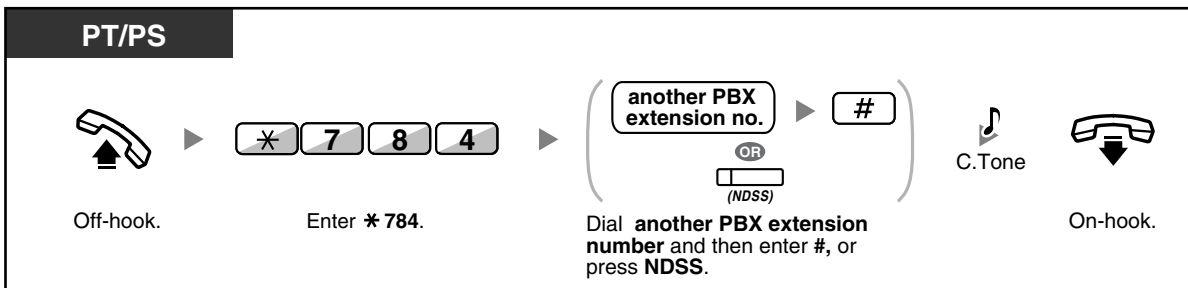 PT/PS
✳ 7 8 4
another PBX
extension no.
#
OR
(NDSS)
C.Tone
Off-hook.
Enter ✳ 784.
Dial another PBX extension
number and then enter #, or
press NDSS.
On-hook.